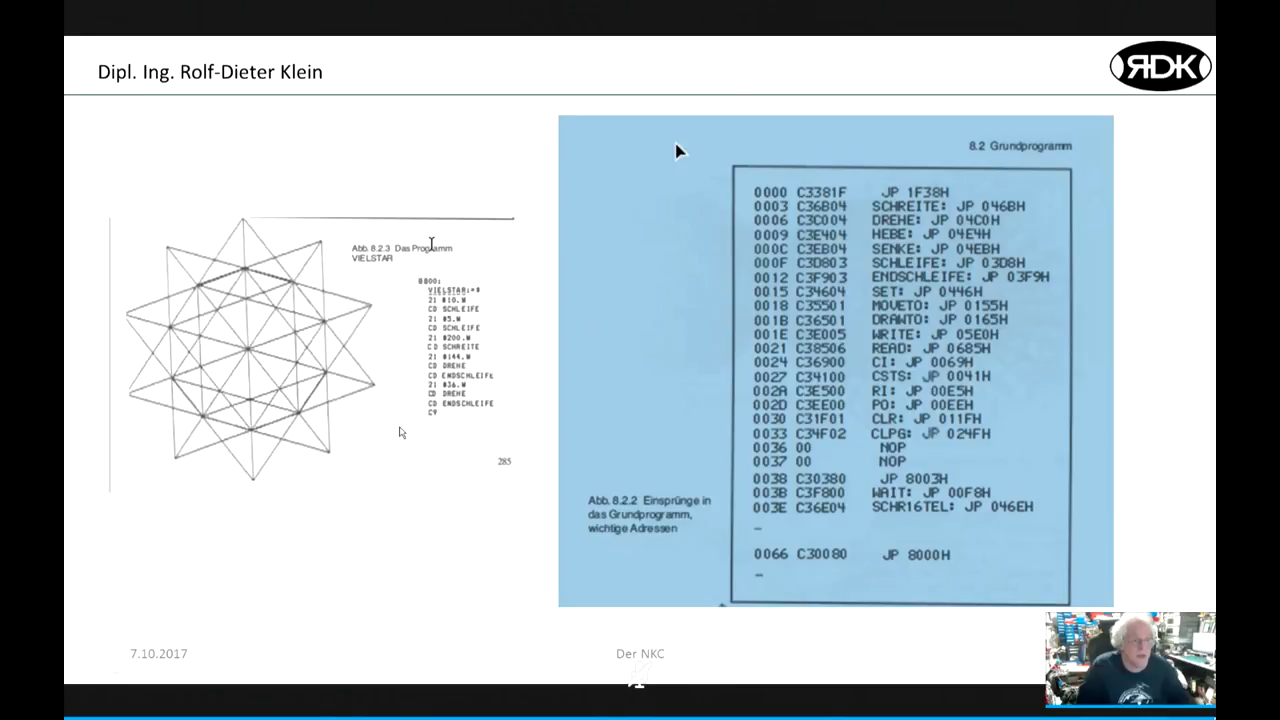 Dipl. Ing. Rolf-Dieter Klein
RDK
Abb. 8.2.3 Das Programm
VIELSTAR
8800:
VIELSTAR:=$
21 #10.W
CD SCHLEIFE
21 #5.W
CD SCHLEIFE
21 #200.W
CD SCHREITE
21 #144.W
CD DREHE
CD ENDSCHLEIFE
21 #36.W
CD DREHE
CD ENDSCHLEIFE
C9
285
8.2 Grundprogramm
0000 C3381F JP 1F38H
0003 C36B04 SCHREITE: JP 046BH
0006 C3C004 DREHE: JP 04C0H
0009 C3E404 HEBE: JP 04E4H
000C C3EB04 SENKE: JP 04EBH
000F C3D803 SCHLEIFE: JP 03D8H
0012 C3F903 ENDSCHLEIFE: JP 03F9H
0015 C34604 SET: JP 0446H
0018 C35501 MOVETO: JP 0155H
001B C36501 DRAWTO: JP 0165H
001E C3E005 WRITE: JP 05E0H
0021 C38506 READ: JP 0685H
0024 C36900 CI: JP 0069H
0027 C34100 CSTS: JP 0041H
002A C3E500 RI: JP 00E5H
002D C3EE00 PO: JP 00EEH
0030 C31F01 CLR: JP 011FH
0033 C34F02 CLPG: JP 024FH
0036 00 NOP
0037 00 NOP
0038 C30380 JP 8003H
003B C3F800 WAIT: JP 00F8H
003E C36E04 SCHR16TEL: JP 046EH
–
0066 C30080 JP 8000H
–
Abb. 8.2.2 Einsprünge in
das Grundprogramm,
wichtige Adressen
7.10.2017
Der NKC